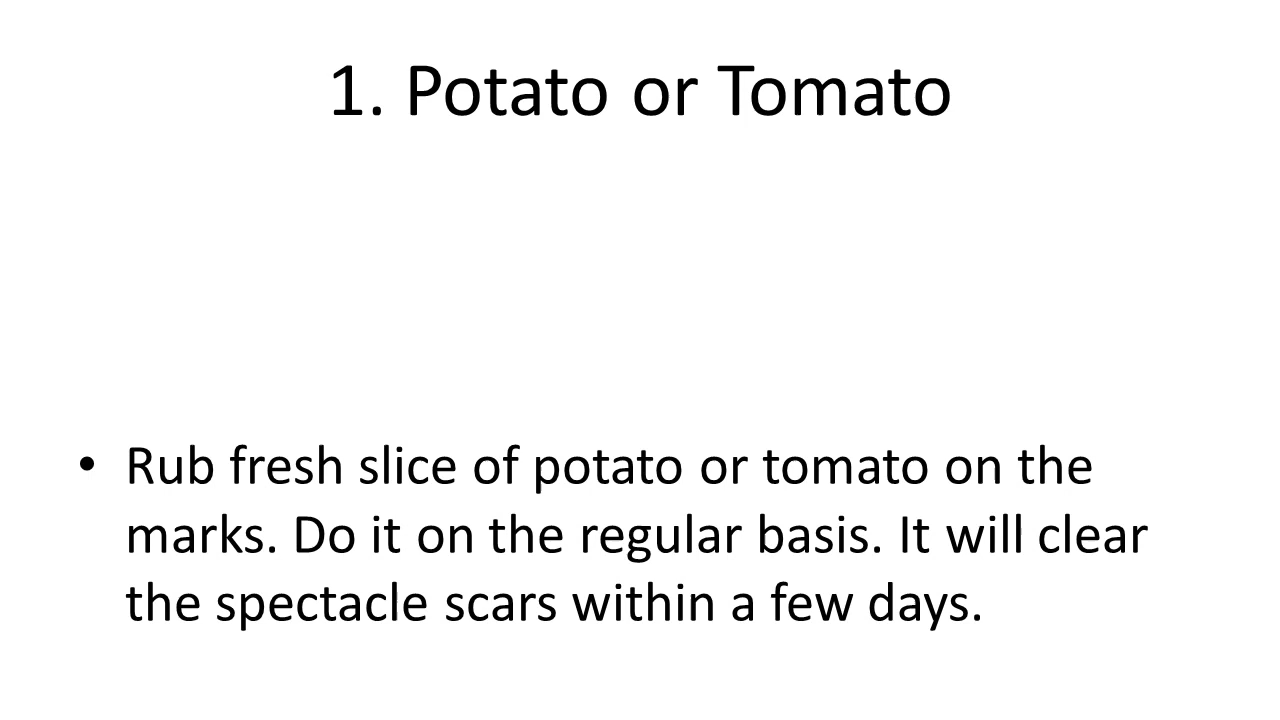 1. Potato or Tomato
• Rub fresh slice of potato or tomato on the
marks. Do it on the regular basis. It will clear
the spectacle scars within a few days.